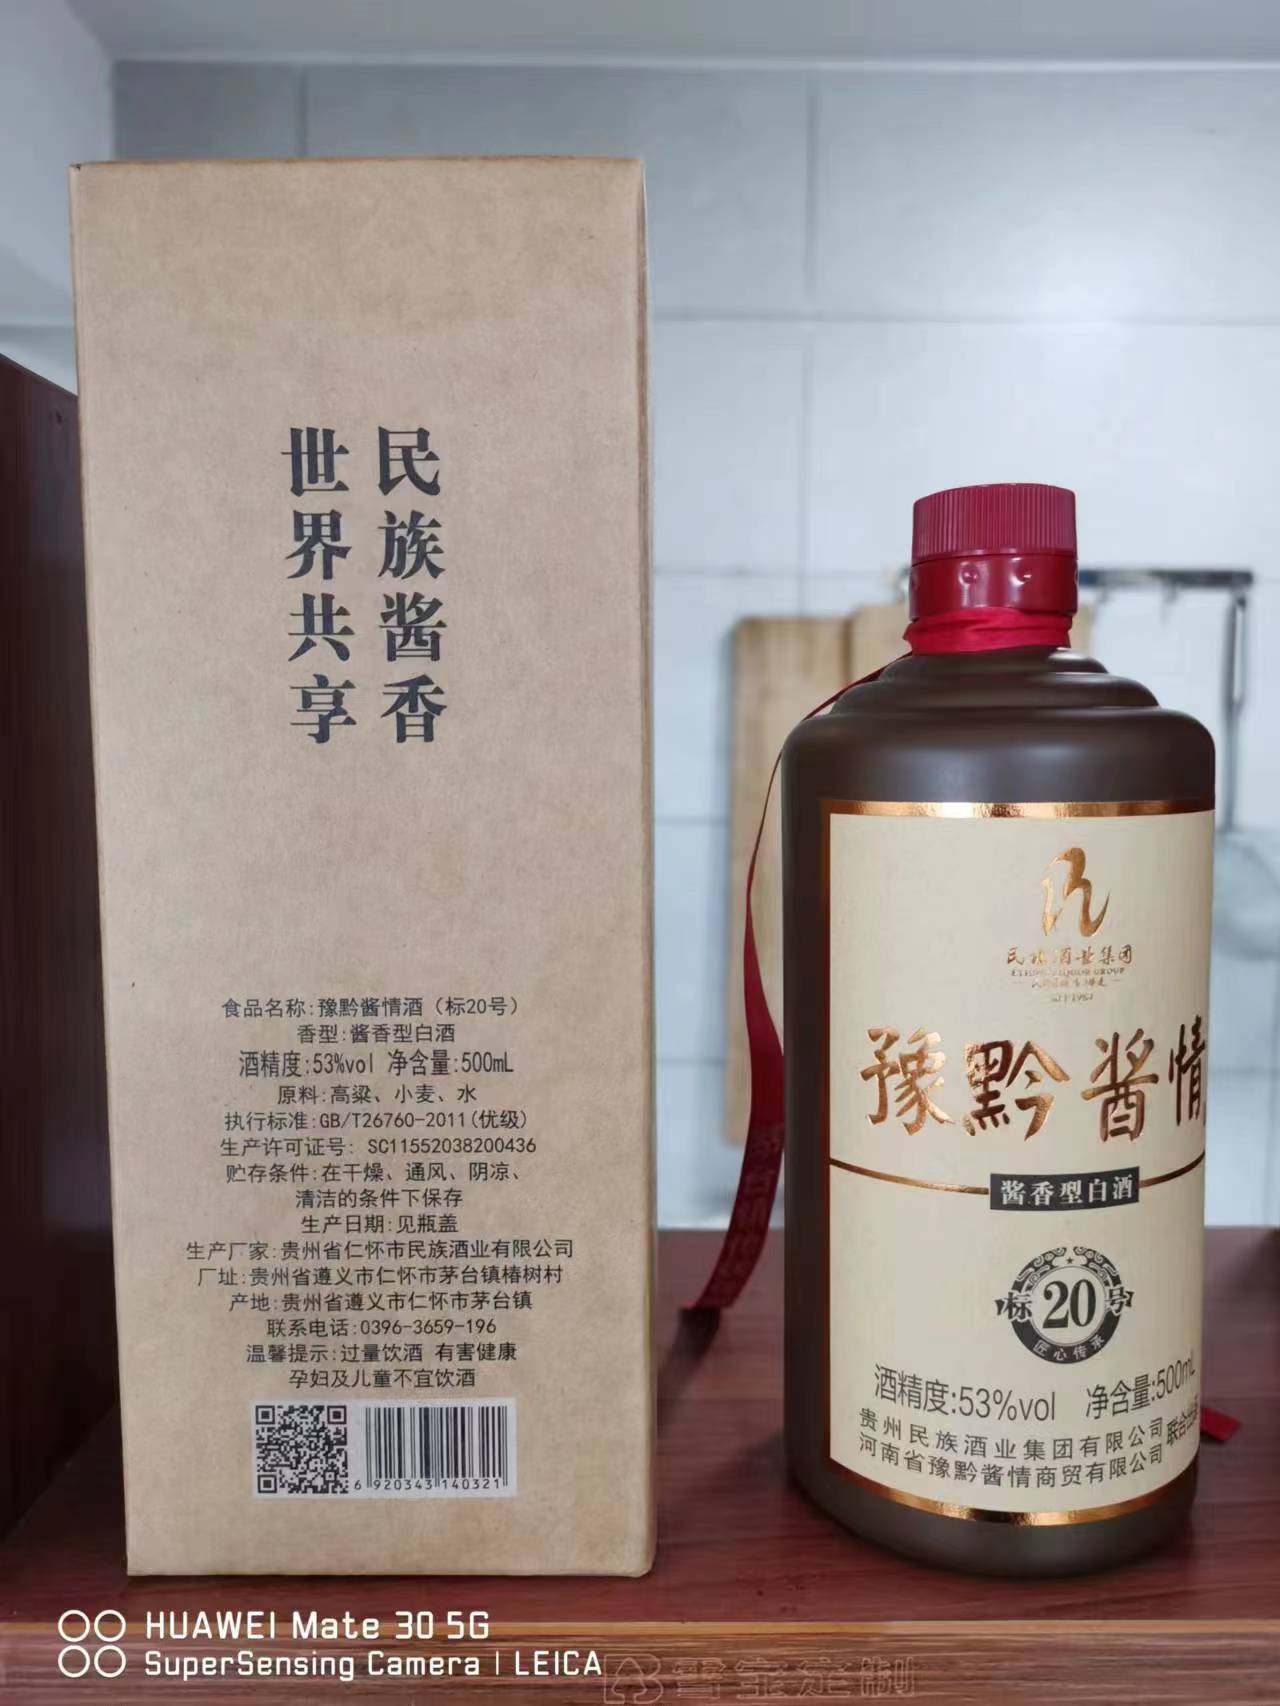 民族酱香
世界共享
食品名称:豫黔酱情酒（标20号）
香型:酱香型白酒
酒精度:53%vol 净含量:500mL
原料:高粱、小麦、水
执行标准:GB/T26760-2011(优级)
生产许可证号: SC11552038200436
贮存条件:在干燥、通风、阴凉、
清洁的条件下保存
生产日期:见瓶盖
生产厂家:贵州省仁怀市民族酒业有限公司
厂址:贵州省遵义市仁怀市茅台镇椿树村
产地:贵州省遵义市仁怀市茅台镇
联系电话:0396-3659-196
温馨提示:过量饮酒 有害健康
孕妇及儿童不宜饮酒
6 920343 140321
民族酒业集团
豫黔酱情
酱香型白酒
标20号
匠心传承
酒精度:53%vol 净含量:500mL
贵州民族酒业集团有限公司
河南省豫黔酱情商贸有限公司
联合
HUAWEI Mate 30 5G
SuperSensing Camera | LEICA
雪宝定制